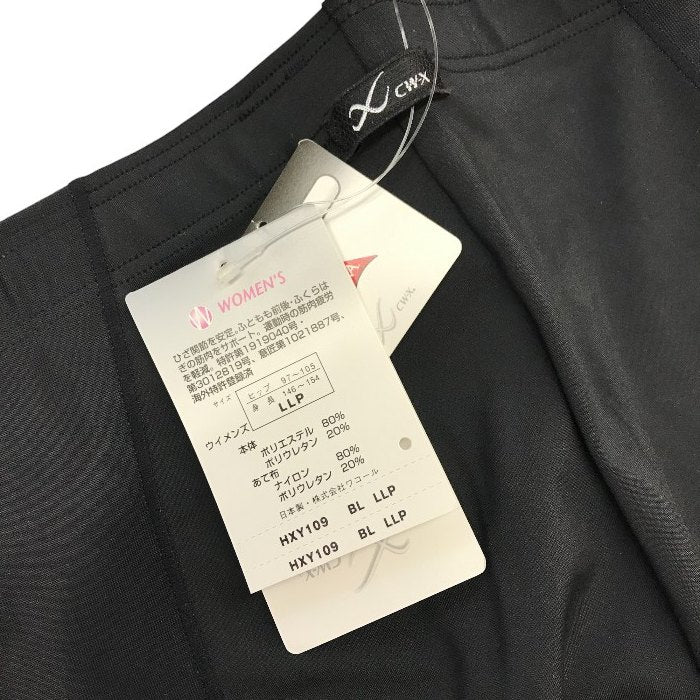 CW-X
WOMEN'S
ひざ関節を安定。ふともも前後・ふくらは
ぎの筋肉をサポート。運動時の筋肉疲労
を軽減。特許第1919040号・
第3012819号、意匠第1021887号、
海外特許登録済
サイズ
ヒップ 97～105
身長 146～154
ウィメンズ LLP
本体 ポリエステル 80%
ポリウレタン 20%
あて布 ナイロン 80%
ポリウレタン 20%
日本製・株式会社ワコール
HXY109 BL LLP
HXY109 BL LLP
CW-X
CW-X